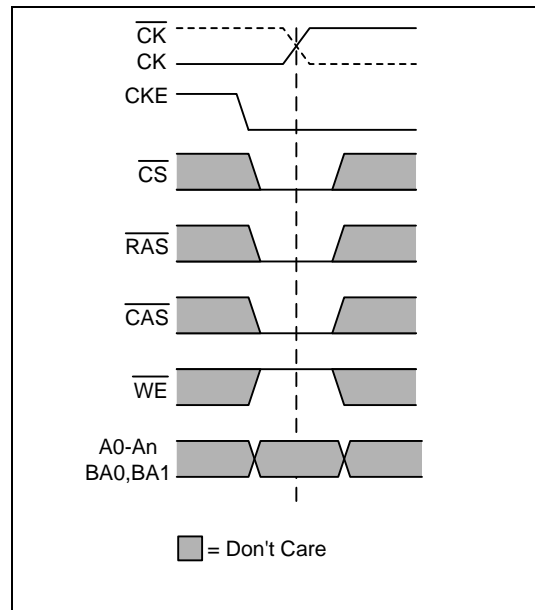 CK
CK
CKE
CS
RAS
CAS
WE
A0-An
BA0,BA1
= Don't Care